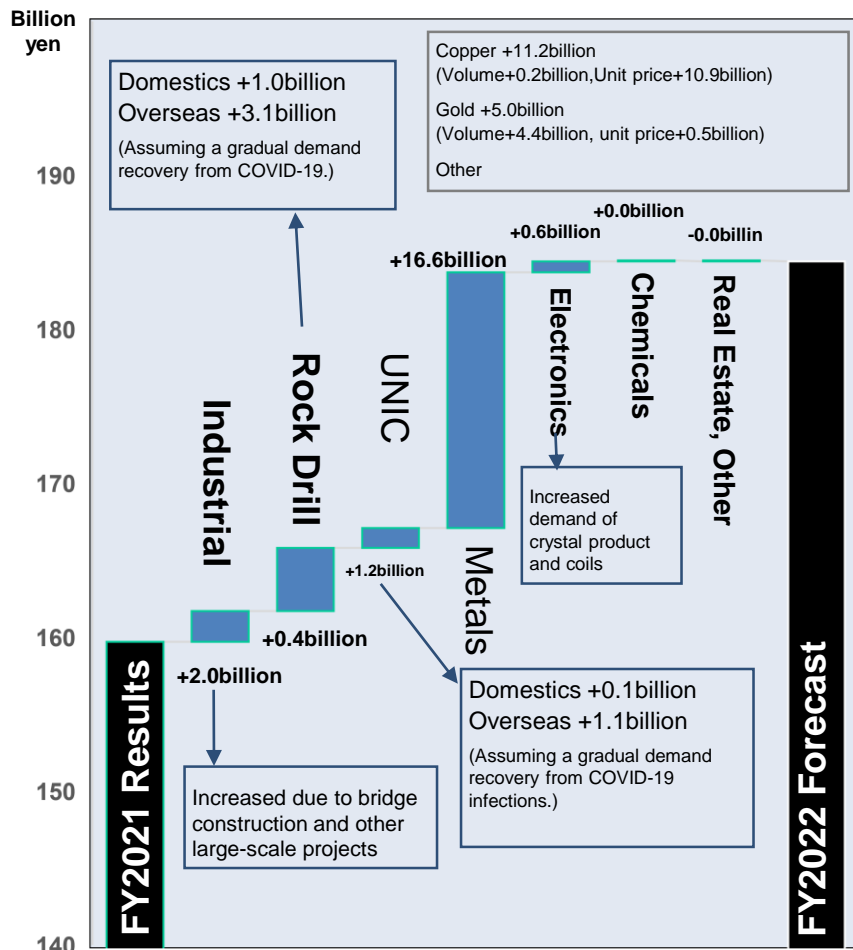 Billion
yen
Domestics +1.0billion
Overseas +3.1billion
(Assuming a gradual demand
recovery from COVID-19.)
Copper +11.2billion
(Volume+0.2billion,Unit price+10.9billion)
Gold +5.0billion
(Volume+4.4billion, unit price+0.5billion)
Other
190
180
170
160
150
140
+0.0billion
+0.6billion
-0.0billin
+16.6billion
Industrial
Rock Drill
UNIC
Metals
Electronics
Chemicals
Real Estate, Other
+1.2billion
+0.4billion
+2.0billion
Increased
demand of
crystal product
and coils
Domestics +0.1billion
Overseas +1.1billion
(Assuming a gradual demand
recovery from COVID-19
infections.)
Increased due to bridge
construction and other
large-scale projects
FY2021 Results
FY2022 Forecast